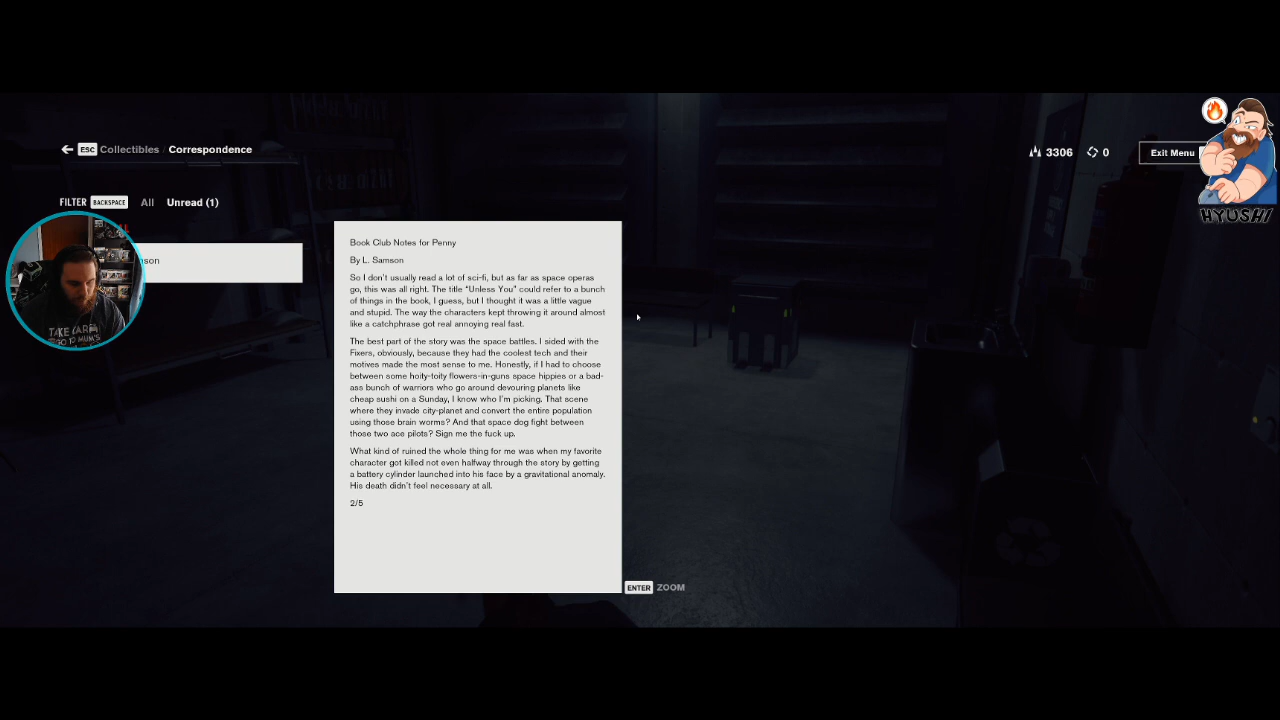 ESC Collectibles / Correspondence
3306 0 Exit Menu
HYUSHI
FILTER BACKSPACE All Unread (1)
TAKE CARE
GO TO MUM'S
Book Club Notes for Penny
By L. Samson
So I don't usually read a lot of sci-fi, but as far as space operas
go, this was all right. The title "Unless You" could refer to a bunch
of things in the book, I guess, but I thought it was a little vague
and stupid. The way the characters kept throwing it around almost
like a catchphrase got real annoying real fast.
The best part of the story was the space battles. I sided with the
Fixers, obviously, because they had the coolest tech and their
motives made the most sense to me. Honestly, if I had to choose
between some hoity-toity flowers-in-guns space hippies or a bad-
ass bunch of warriors who go around devouring planets like
cheap sushi on a Sunday, I know who I'm picking. That scene
where they invade city-planet and convert the entire population
using those brain worms? And that space dog fight between
those two ace pilots? Sign me the fuck up.
What kind of ruined the whole thing for me was when my favorite
character got killed not even halfway through the story by getting
a battery cylinder launched into his face by a gravitational anomaly.
His death didn't feel necessary at all.
2/5
ENTER ZOOM